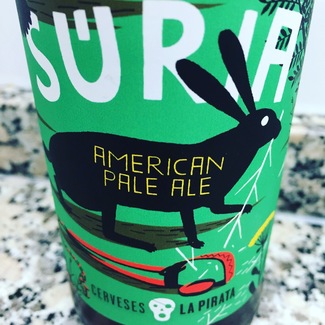 SÚRIA
AMERICAN
PALE ALE
CERVESES LA PIRATA